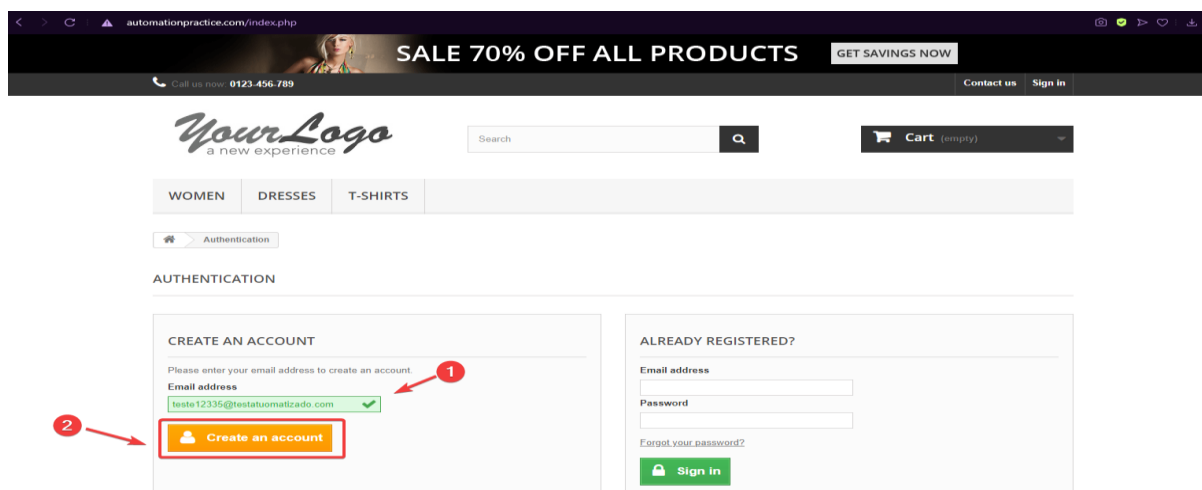 automationpractice.com/index.php
SALE 70% OFF ALL PRODUCTS GET SAVINGS NOW
Call us now: 0123-456-789 Contact us Sign in
YourLogo
a new experience
Search
Cart (empty)
WOMEN DRESSES T-SHIRTS
Authentication
AUTHENTICATION
CREATE AN ACCOUNT
Please enter your email address to create an account.
Email address
teste12335@testatuomatizado.com
1
2
Create an account
ALREADY REGISTERED?
Email address
Password
Forgot your password?
Sign in